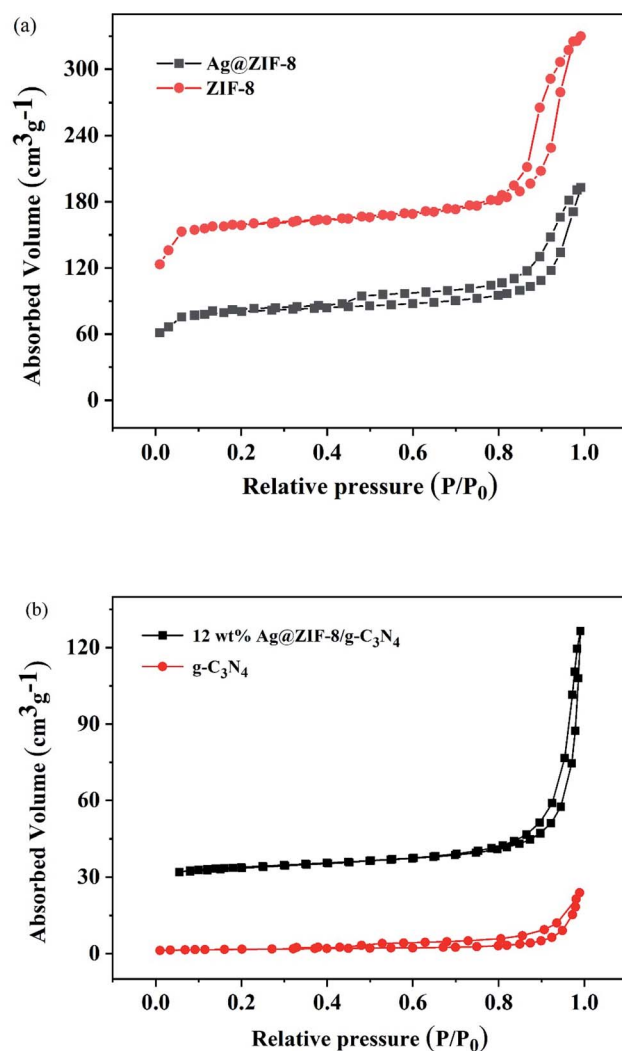 (a)
Ag@ZIF-8
ZIF-8
Absorbed Volume (cm³g⁻¹)
300
240
180
120
60
0
0.0 0.2 0.4 0.6 0.8 1.0
Relative pressure (P/P₀)
(b)
12 wt% Ag@ZIF-8/g-C₃N₄
g-C₃N₄
Absorbed Volume (cm³g⁻¹)
120
90
60
30
0
0.0 0.2 0.4 0.6 0.8 1.0
Relative pressure (P/P₀)